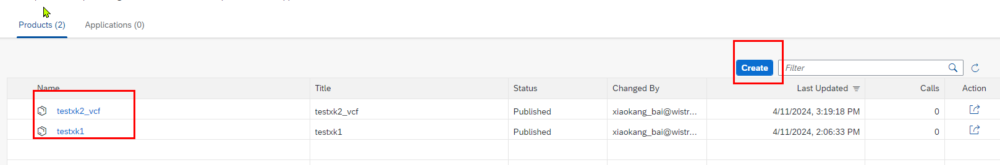 Products (2) Applications (0)
Create Filter
Name Title Status Changed By Last Updated Calls Action
testxk2_vcf testxk2_vcf Published xiaokang_bai@wistr... 4/11/2024, 3:19:18 PM 0
testxk1 testxk1 Published xiaokang_bai@wistr... 4/11/2024, 2:06:33 PM 0